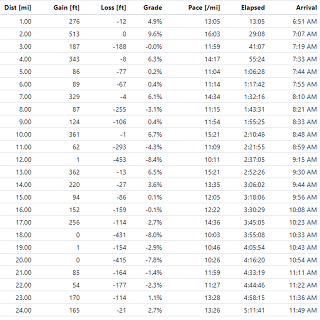 Dist [mi] Gain [ft] Loss [ft] Grade Pace [/mi] Elapsed Arrival
1.00 276 -12 4.9% 13:05 13:05 6:51 AM
2.00 513 0 9.6% 16:03 29:08 7:07 AM
3.00 187 -188 -0.0% 11:59 41:07 7:19 AM
4.00 343 -8 6.3% 14:17 55:24 7:33 AM
5.00 86 -77 0.2% 11:04 1:06:28 7:44 AM
6.00 89 -67 0.4% 11:14 1:17:42 7:55 AM
7.00 329 -4 6.1% 14:34 1:32:16 8:10 AM
8.00 87 -255 -3.1% 11:15 1:43:31 8:21 AM
9.00 124 -106 0.4% 11:54 1:55:25 8:33 AM
10.00 361 -1 6.7% 15:21 2:10:46 8:48 AM
11.00 62 -293 -4.3% 11:09 2:21:55 8:59 AM
12.00 1 -453 -8.4% 10:11 2:37:05 9:15 AM
13.00 362 -13 6.5% 15:21 2:52:26 9:30 AM
14.00 220 -27 3.6% 13:35 3:06:02 9:44 AM
15.00 94 -86 0.1% 12:05 3:18:06 9:56 AM
16.00 152 -159 -0.1% 12:22 3:30:29 10:08 AM
17.00 256 -114 2.7% 14:36 3:45:05 10:23 AM
18.00 0 -431 -8.0% 10:03 3:55:08 10:33 AM
19.00 1 -154 -2.9% 10:46 4:05:54 10:43 AM
20.00 0 -415 -7.8% 10:26 4:16:20 10:54 AM
21.00 85 -164 -1.4% 11:59 4:33:19 11:11 AM
22.00 54 -177 -2.3% 11:27 4:44:46 11:22 AM
23.00 170 -114 1.1% 13:28 4:58:15 11:36 AM
24.00 165 -21 2.7% 13:26 5:11:41 11:49 AM